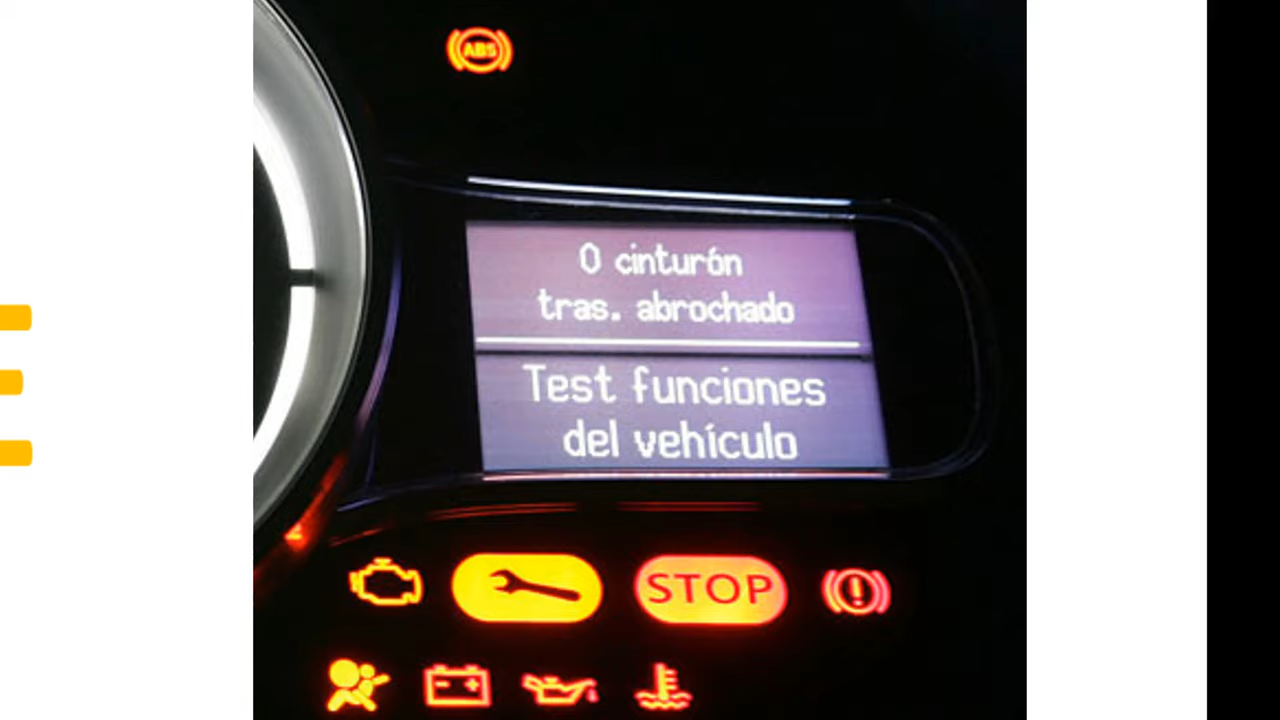 ABS
0 cinturón
tras. abrochado
Test funciones
del vehículo
STOP